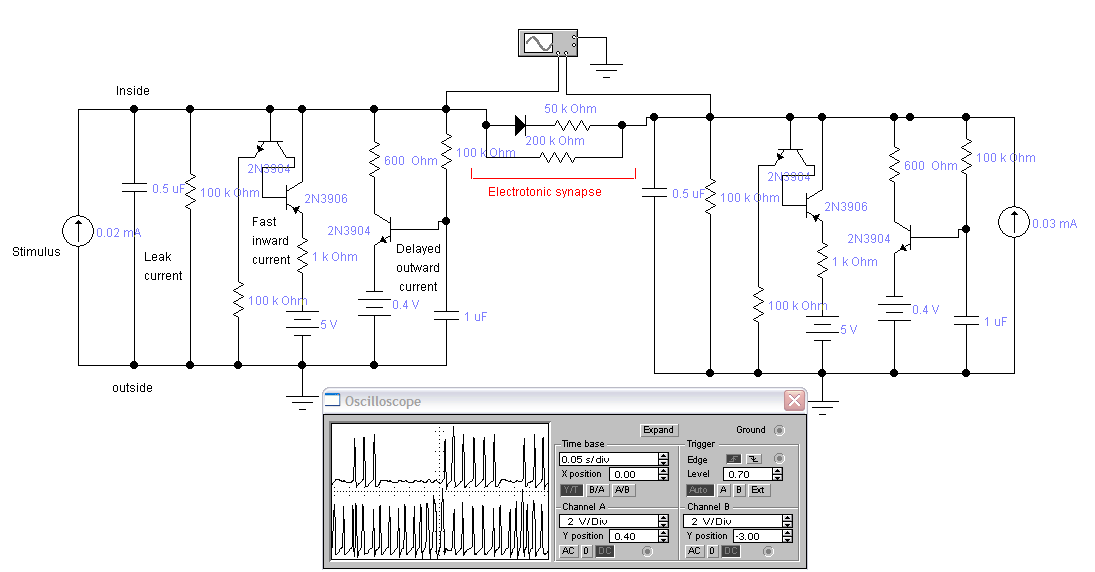 Inside
50 k Ohm
200 k Ohm
Electrotonic synapse
Stimulus
0.02 mA
0.5 uF
Leak
current
100 k Ohm
2N3904
100 k Ohm
Fast
inward
current
2N3906
1 k Ohm
5 V
600 Ohm
2N3904
0.4 V
100 k Ohm
Delayed
outward
current
1 uF
outside
0.5 uF
100 k Ohm
2N3904
100 k Ohm
2N3906
1 k Ohm
5 V
600 Ohm
2N3904
0.4 V
100 k Ohm
1 uF
0.03 mA
Oscilloscope
Expand
Ground
Time base
0.05 s/div
X position 0.00
Y/T B/A A/B
Trigger
Edge
Level 0.70
Auto A B Ext
Channel A
2 V/Div
Y position 0.40
AC 0 DC
Channel B
2 V/Div
Y position -3.00
AC 0 DC